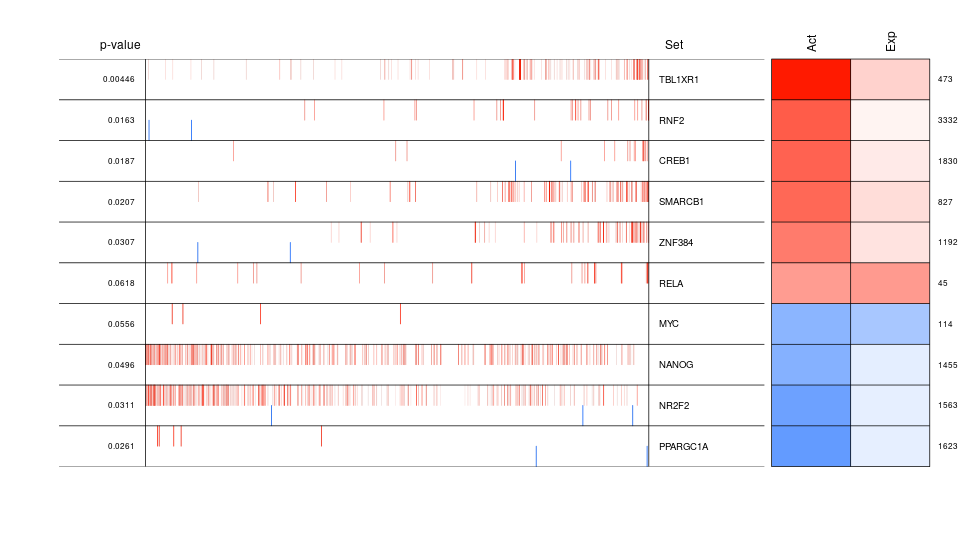 p-value Set Act Exp
0.00446 TBL1XR1 473
0.0163 RNF2 3332
0.0187 CREB1 1830
0.0207 SMARCB1 827
0.0307 ZNF384 1192
0.0618 RELA 45
0.0556 MYC 114
0.0496 NANOG 1455
0.0311 NR2F2 1563
0.0261 PPARGC1A 1623